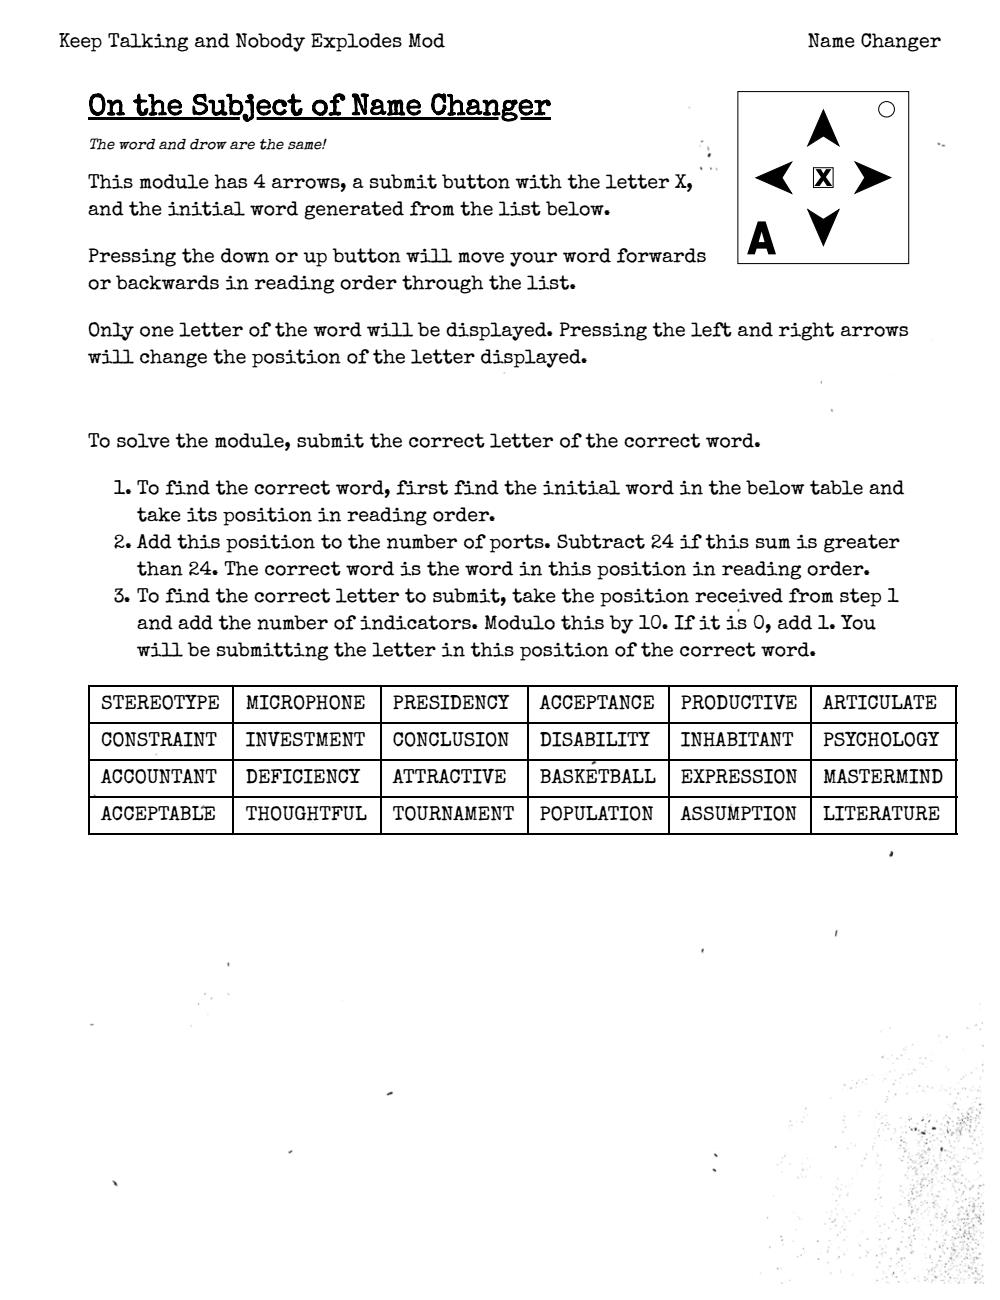 Keep Talking and Nobody Explodes Mod
Name Changer
On the Subject of Name Changer
The word and drow are the same!
This module has 4 arrows, a submit button with the letter X,
and the initial word generated from the list below.
X
A
Pressing the down or up button will move your word forwards
or backwards in reading order through the list.
Only one letter of the word will be displayed. Pressing the left and right arrows
will change the position of the letter displayed.
To solve the module, submit the correct letter of the correct word.
1. To find the correct word, first find the initial word in the below table and
take its position in reading order.
2. Add this position to the number of ports. Subtract 24 if this sum is greater
than 24. The correct word is the word in this position in reading order.
3. To find the correct letter to submit, take the position received from step 1
and add the number of indicators. Modulo this by 10. If it is 0, add 1. You
will be submitting the letter in this position of the correct word.
STEREOTYPE MICROPHONE PRESIDENCY ACCEPTANCE PRODUCTIVE ARTICULATE
CONSTRAINT INVESTMENT CONCLUSION DISABILITY INHABITANT PSYCHOLOGY
ACCOUNTANT DEFICIENCY ATTRACTIVE BASKETBALL EXPRESSION MASTERMIND
ACCEPTABLE THOUGHTFUL TOURNAMENT POPULATION ASSUMPTION LITERATURE